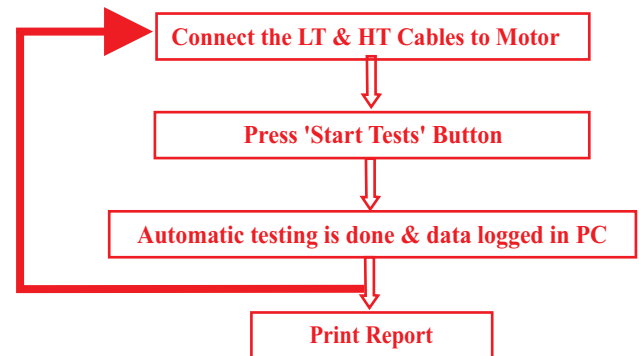 Connect the LT & HT Cables to Motor
Press 'Start Tests' Button
Automatic testing is done & data logged in PC
Print Report